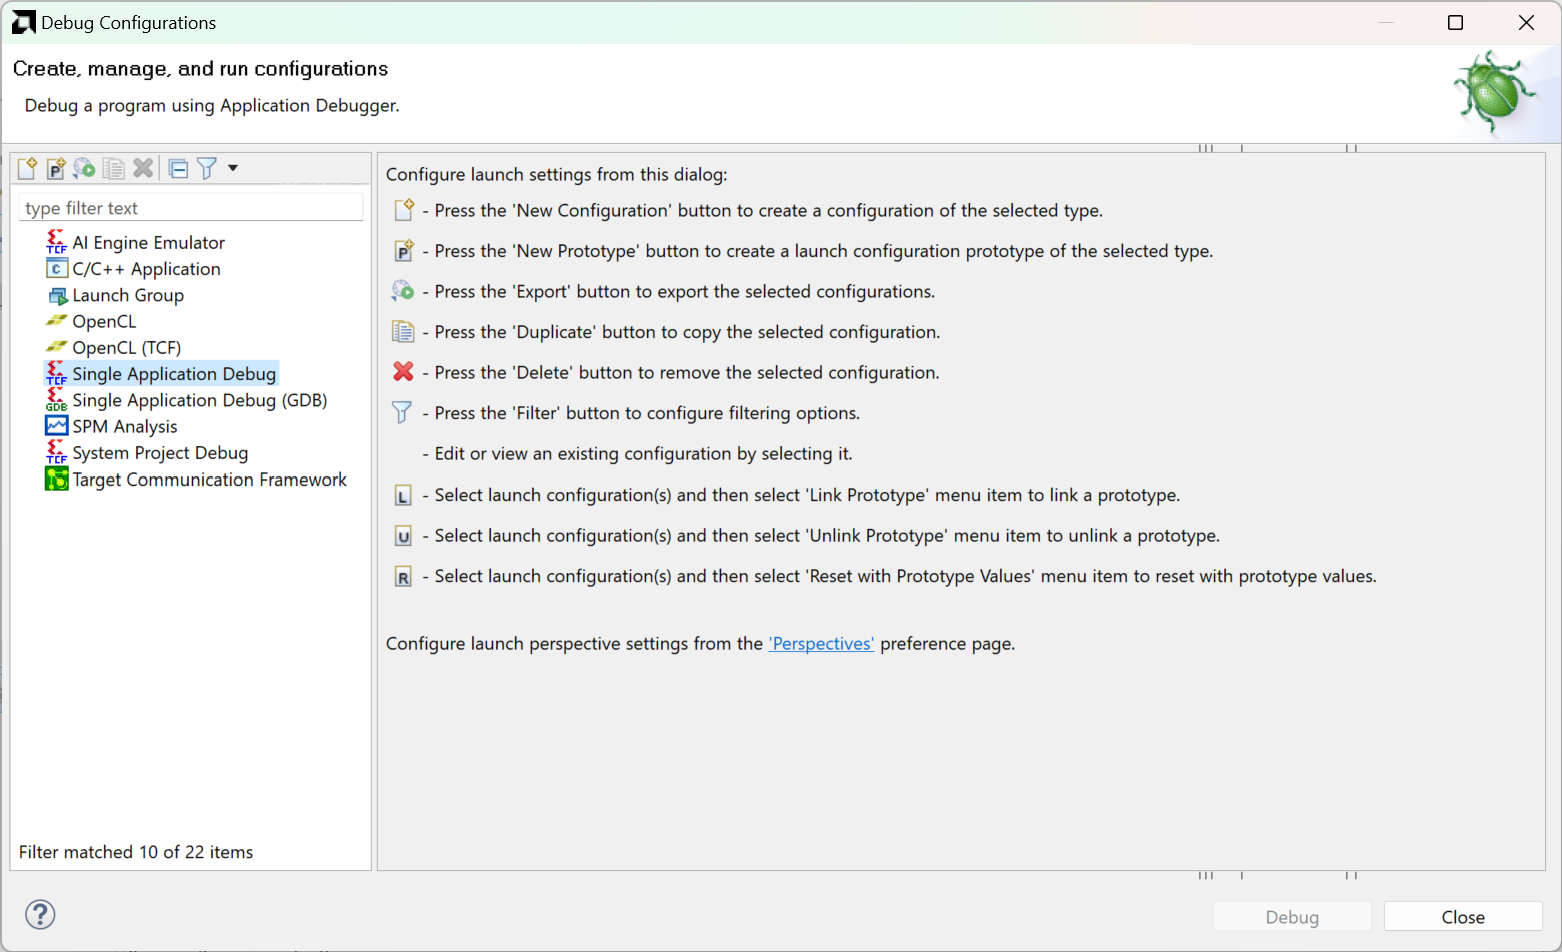 Debug Configurations
Create, manage, and run configurations
Debug a program using Application Debugger.
type filter text
AI Engine Emulator
C/C++ Application
Launch Group
OpenCL
OpenCL (TCF)
Single Application Debug
Single Application Debug (GDB)
SPM Analysis
System Project Debug
Target Communication Framework
Filter matched 10 of 22 items
Configure launch settings from this dialog:
- Press the 'New Configuration' button to create a configuration of the selected type.
- Press the 'New Prototype' button to create a launch configuration prototype of the selected type.
- Press the 'Export' button to export the selected configurations.
- Press the 'Duplicate' button to copy the selected configuration.
- Press the 'Delete' button to remove the selected configuration.
- Press the 'Filter' button to configure filtering options.
- Edit or view an existing configuration by selecting it.
L - Select launch configuration(s) and then select 'Link Prototype' menu item to link a prototype.
U - Select launch configuration(s) and then select 'Unlink Prototype' menu item to unlink a prototype.
R - Select launch configuration(s) and then select 'Reset with Prototype Values' menu item to reset with prototype values.
Configure launch perspective settings from the 'Perspectives' preference page.
Debug
Close